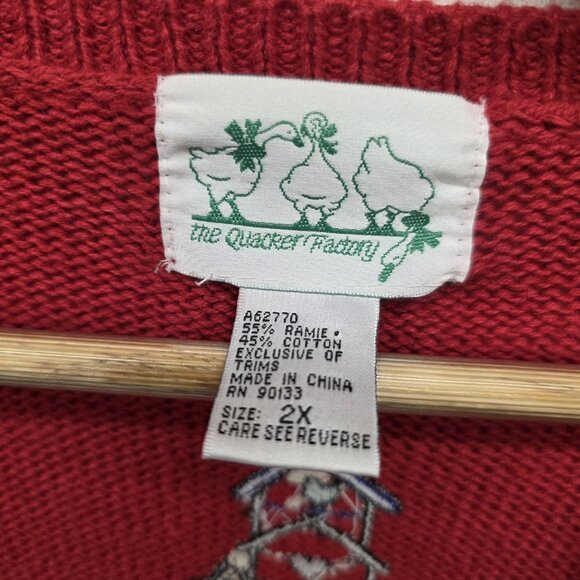 the Quacker Factory
A62770
55% RAMIE •
45% COTTON
EXCLUSIVE OF
TRIMS
MADE IN CHINA
RN 90133
SIZE: 2X
CARE SEE REVERSE